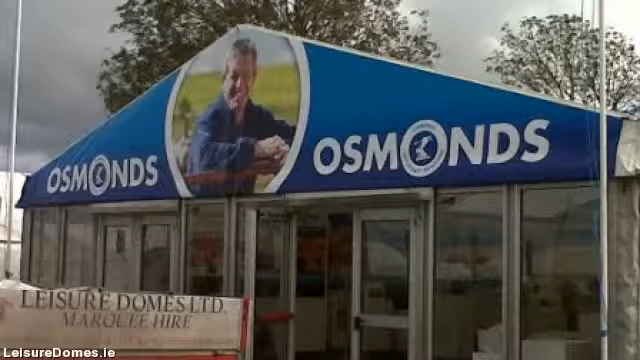 OSMONDS
OSMONDS
LEISURE DOMES LTD
MARQUEE HIRE
LeisureDomes.ie